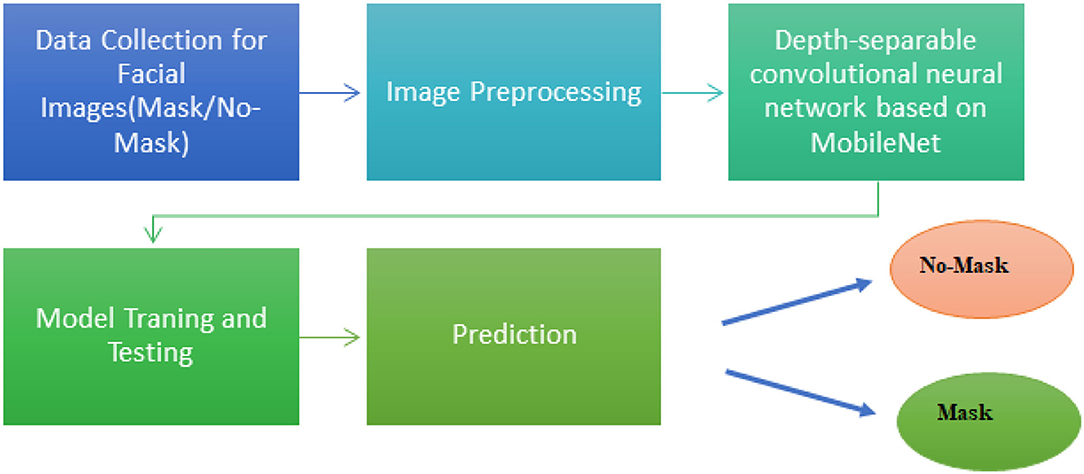 Data Collection for
Facial
Images(Mask/No-
Mask)
Image Preprocessing
Depth-separable
convolutional neural
network based on
MobileNet
Model Traning and
Testing
Prediction
No-Mask
Mask